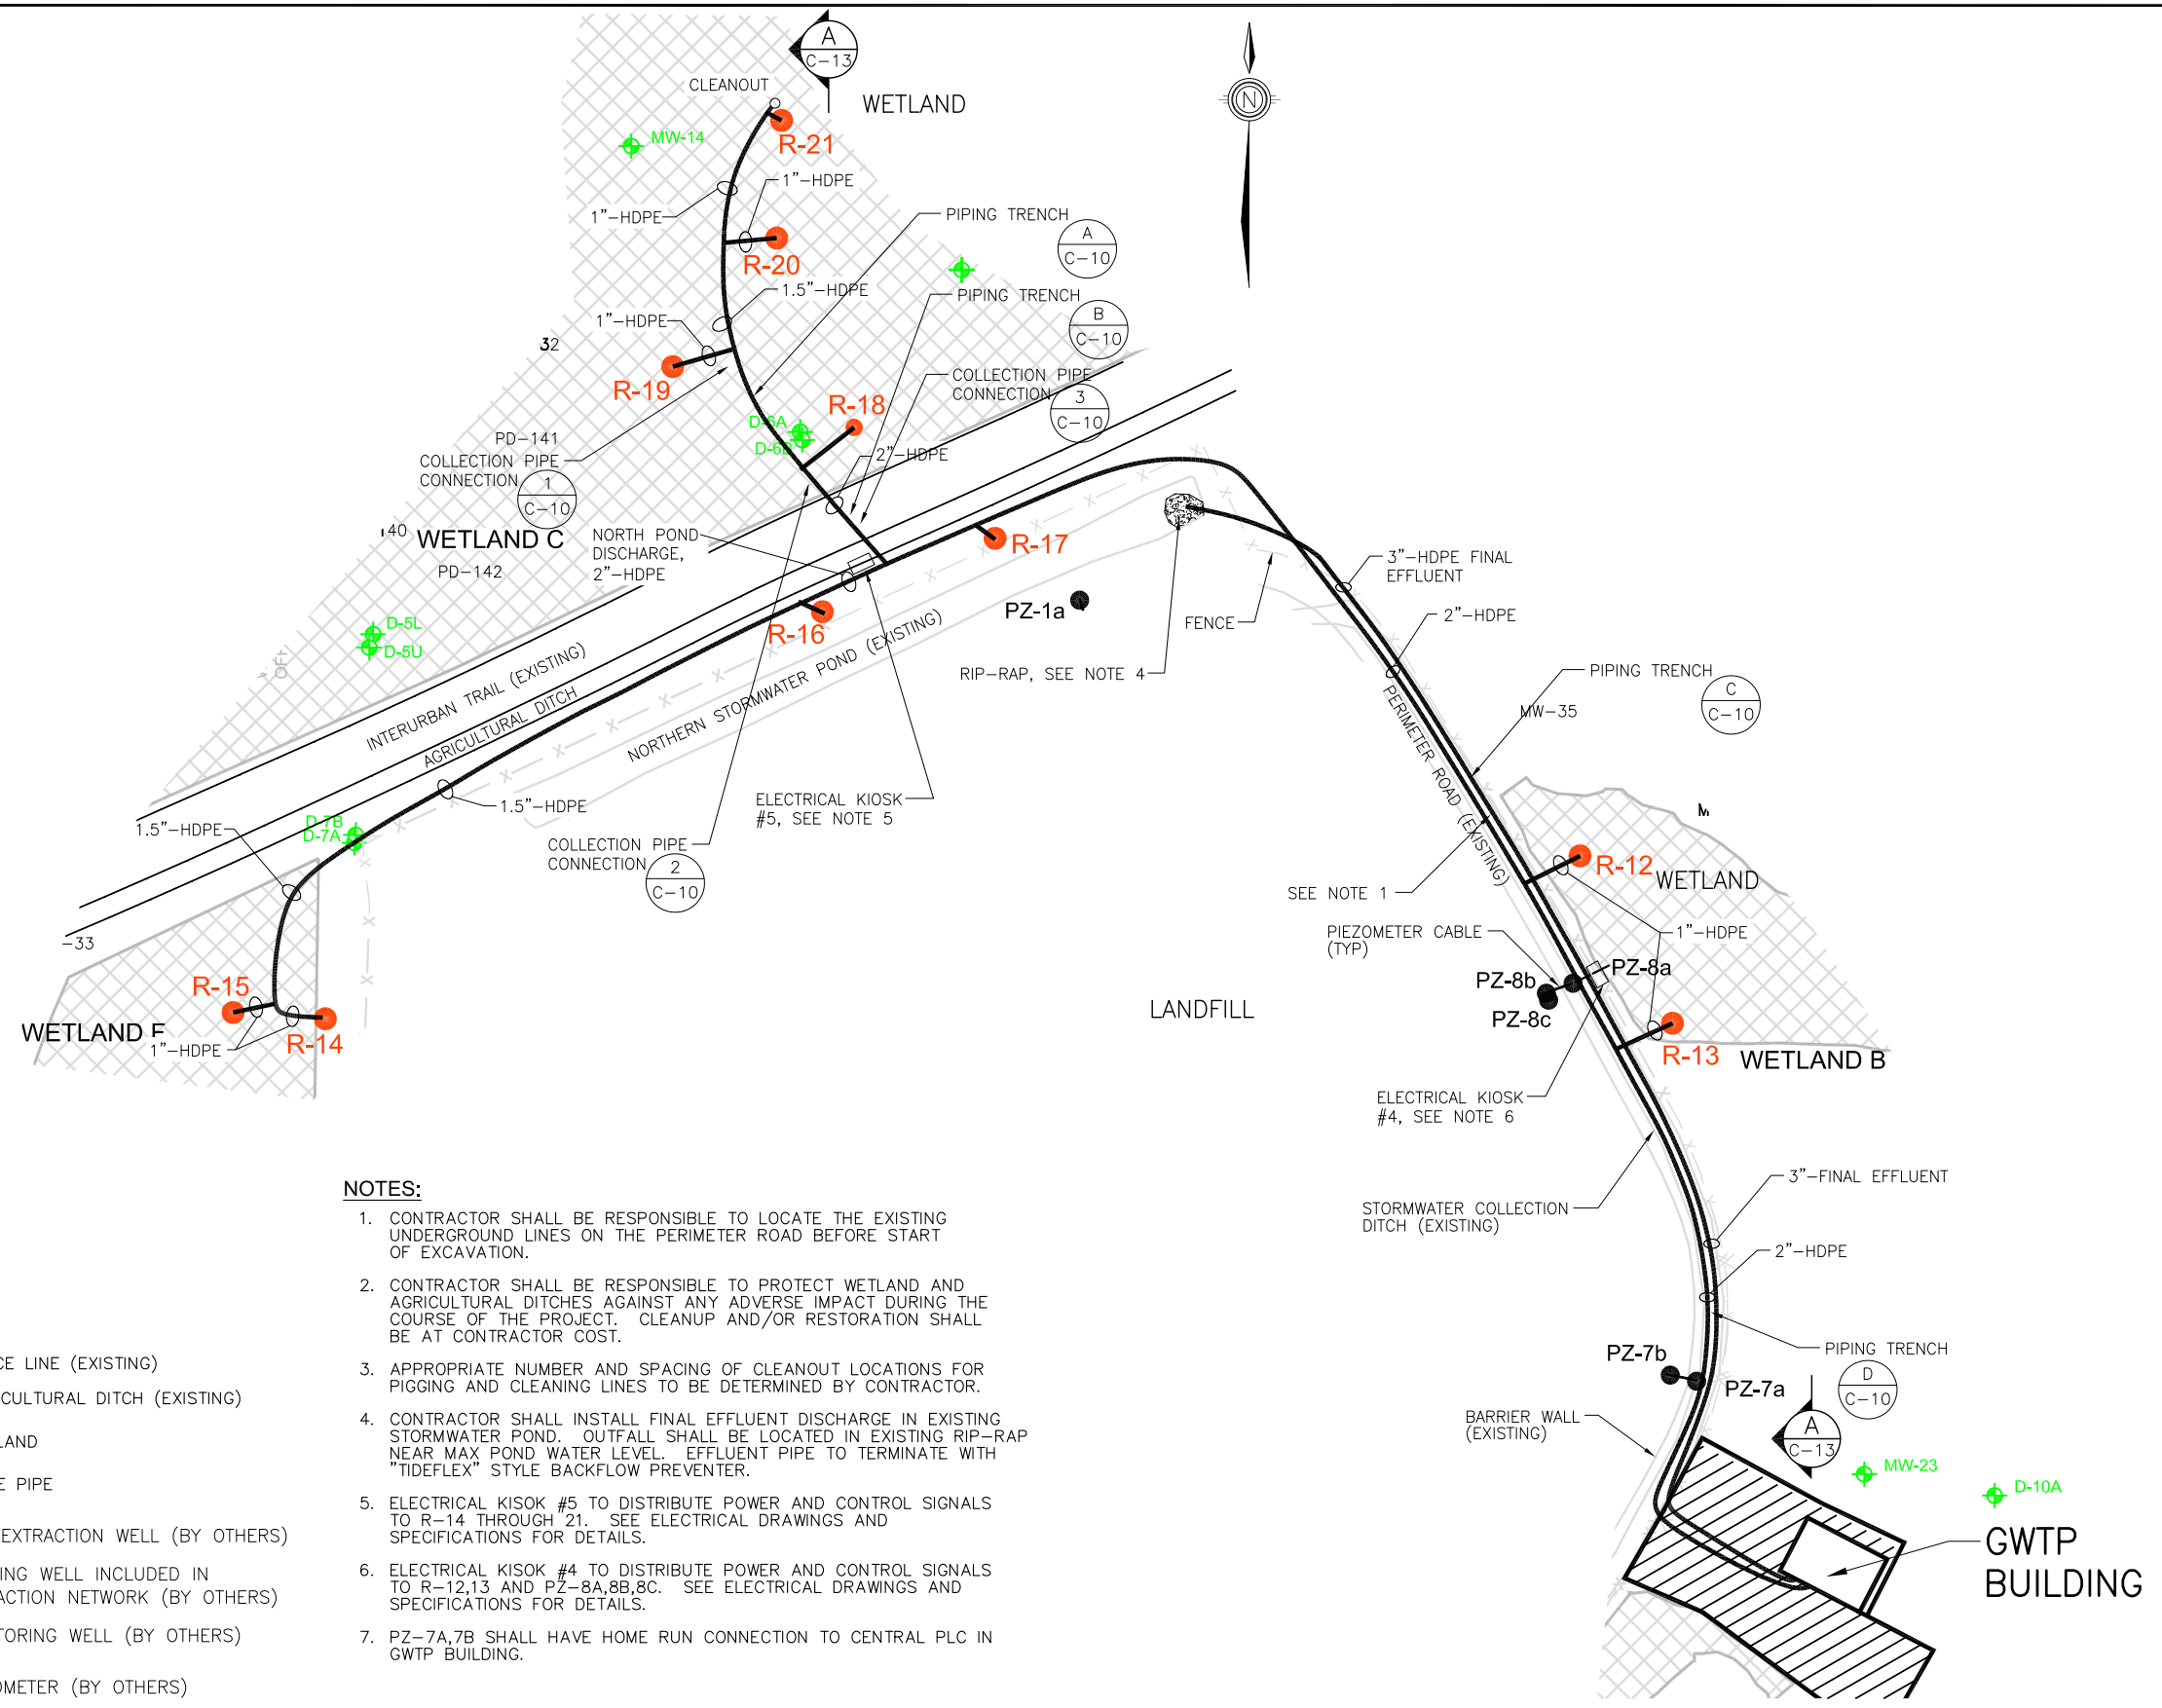 A
C-13
CLEANOUT
WETLAND
N
MW-14
R-21
1"-HDPE
1"-HDPE
PIPING TRENCH
A
C-10
R-20
1.5"-HDPE
PIPING TRENCH
B
C-10
1"-HDPE
32
COLLECTION PIPE
CONNECTION
3
C-10
R-19
R-18
D-6A
PD-141
COLLECTION PIPE
CONNECTION
1
C-10
2"-HDPE
40
WETLAND C
PD-142
NORTH POND
DISCHARGE,
2"-HDPE
R-17
3"-HDPE FINAL
EFFLUENT
PZ-1a
2"-HDPE
FENCE
R-16
D-5L
D-5U
RIP-RAP, SEE NOTE 4
PIPING TRENCH
C
C-10
MW-35
INTERURBAN TRAIL (EXISTING)
AGRICULTURAL DITCH
NORTHERN STORMWATER POND (EXISTING)
PERIMETER ROAD (EXISTING)
1.5"-HDPE
ELECTRICAL KIOSK
#5, SEE NOTE 5
D-7B
D-7A
1.5"-HDPE
COLLECTION PIPE
CONNECTION
2
C-10
R-12
WETLAND
SEE NOTE 1
-33
PIEZOMETER CABLE
(TYP)
1"-HDPE
PZ-8a
PZ-8b
PZ-8c
R-15
LANDFILL
WETLAND F
1"-HDPE
R-14
R-13
WETLAND B
ELECTRICAL KIOSK
#4, SEE NOTE 6
3"-FINAL EFFLUENT
STORMWATER COLLECTION
DITCH (EXISTING)
2"-HDPE
PIPING TRENCH
D
C-10
PZ-7b
PZ-7a
BARRIER WALL
(EXISTING)
A
C-13
MW-23
D-10A
GWTP
BUILDING
NOTES:
1. CONTRACTOR SHALL BE RESPONSIBLE TO LOCATE THE EXISTING
UNDERGROUND LINES ON THE PERIMETER ROAD BEFORE START
OF EXCAVATION.
2. CONTRACTOR SHALL BE RESPONSIBLE TO PROTECT WETLAND AND
AGRICULTURAL DITCHES AGAINST ANY ADVERSE IMPACT DURING THE
COURSE OF THE PROJECT. CLEANUP AND/OR RESTORATION SHALL
BE AT CONTRACTOR COST.
3. APPROPRIATE NUMBER AND SPACING OF CLEANOUT LOCATIONS FOR
PIGGING AND CLEANING LINES TO BE DETERMINED BY CONTRACTOR.
4. CONTRACTOR SHALL INSTALL FINAL EFFLUENT DISCHARGE IN EXISTING
STORMWATER POND. OUTFALL SHALL BE LOCATED IN EXISTING RIP-RAP
NEAR MAX POND WATER LEVEL. EFFLUENT PIPE TO TERMINATE WITH
"TIDEFLEX" STYLE BACKFLOW PREVENTER.
5. ELECTRICAL KISOK #5 TO DISTRIBUTE POWER AND CONTROL SIGNALS
TO R-14 THROUGH 21. SEE ELECTRICAL DRAWINGS AND
SPECIFICATIONS FOR DETAILS.
6. ELECTRICAL KISOK #4 TO DISTRIBUTE POWER AND CONTROL SIGNALS
TO R-12,13 AND PZ-8A,8B,8C. SEE ELECTRICAL DRAWINGS AND
SPECIFICATIONS FOR DETAILS.
7. PZ-7A,7B SHALL HAVE HOME RUN CONNECTION TO CENTRAL PLC IN
GWTP BUILDING.
CE LINE (EXISTING)
ICULTURAL DITCH (EXISTING)
LAND
E PIPE
EXTRACTION WELL (BY OTHERS)
ING WELL INCLUDED IN
ACTION NETWORK (BY OTHERS)
TORING WELL (BY OTHERS)
OMETER (BY OTHERS)